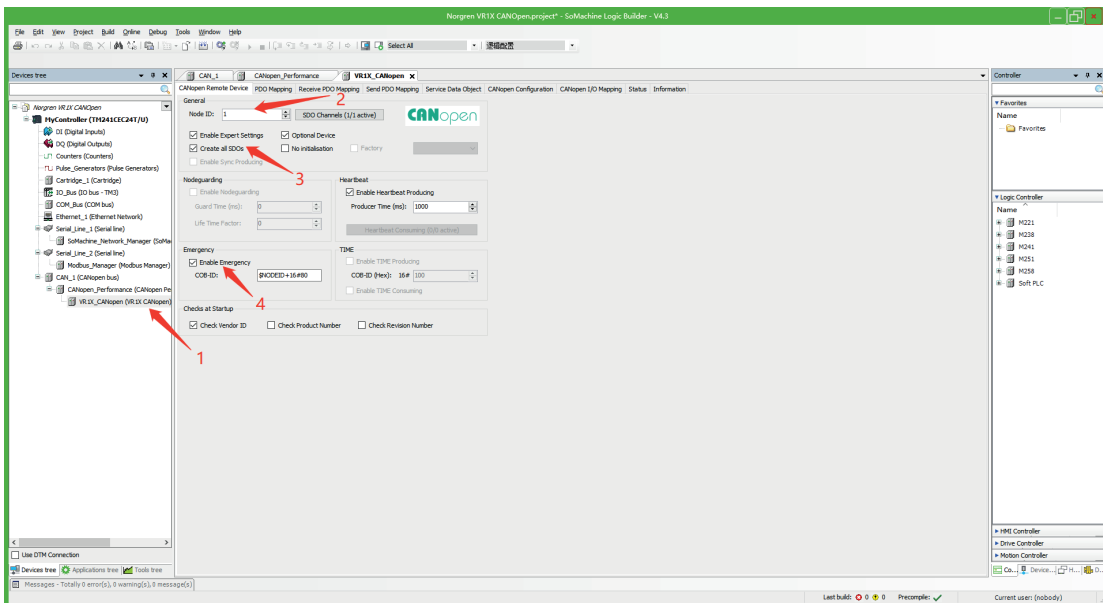 Norgren VR1X CANOpen.project* - SoMachine Logic Builder - V4.3
File Edit View Project Build Online Debug Tools Window Help
Select All
逻辑配置
Devices tree
Norgren VR1X CANOpen
MyController (TM241CEC24T/U)
DI (Digital Inputs)
DQ (Digital Outputs)
Counters (Counters)
Pulse_Generators (Pulse Generators)
Cartridge_1 (Cartridge)
IO_Bus (IO bus - TM3)
COM_Bus (COM bus)
Ethernet_1 (Ethernet Network)
Serial_Line_1 (Serial line)
SoMachine_Network_Manager (SoMa
Serial_Line_2 (Serial line)
Modbus_Manager (Modbus Manager)
CAN_1 (CANopen bus)
CANopen_Performance (CANopen Pe
VR1X_CANopen (VR1X CANopen)
1
Use DTM Connection
Devices tree Applications tree Tools tree
CAN_1 CANopen_Performance VR1X_CANopen
CANopen Remote Device PDO Mapping Receive PDO Mapping Send PDO Mapping Service Data Object CANopen Configuration CANopen I/O Mapping Status Information
General
2
Node ID: 1 SDO Channels (1/1 active) CANopen
Enable Expert Settings Optional Device
Create all SDOs No initialisation Factory
Enable Sync Producing
3
Nodeguarding
Enable Nodeguarding
Guard Time (ms): 0
Life Time Factor: 0
Heartbeat
Enable Heartbeat Producing
Producer Time (ms): 1000
Heartbeat Consuming (0/0 active)
Emergency
Enable Emergency
COB-ID: $NODEID+16#80
4
TIME
Enable TIME Producing
COB-ID (Hex): 16# 100
Enable TIME Consuming
Checks at Startup
Check Vendor ID Check Product Number Check Revision Number
Controller
Favorites
Name
Favorites
Logic Controller
Name
M221
M238
M241
M251
M258
Soft PLC
HMI Controller
Drive Controller
Motion Controller
Co... Device... H... D...
Messages - Totally 0 error(s), 0 warning(s), 0 message(s)
Last build: 0 0 Precompile: Current user: (nobody)